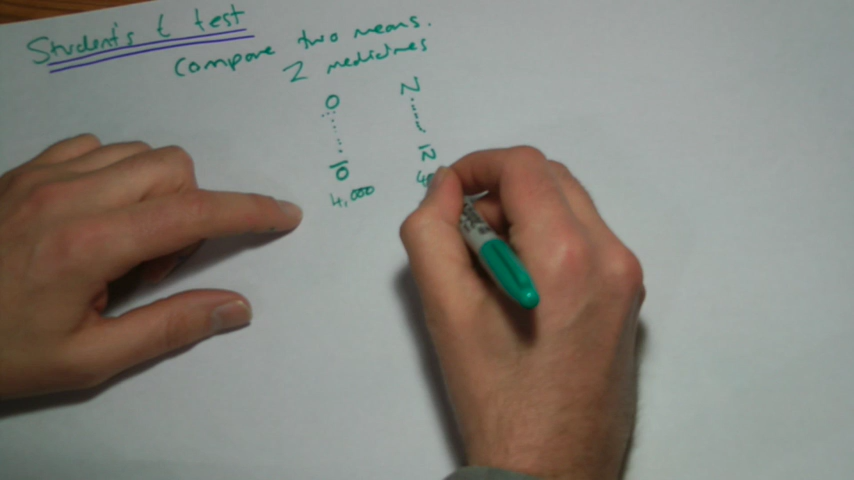 Student's t test
Compare two means.
2 medicines
O N
Ō N̄
4,000